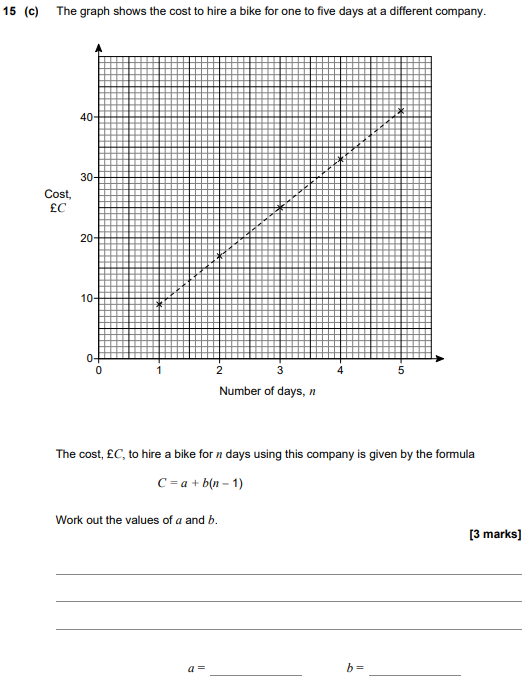 15 (c) The graph shows the cost to hire a bike for one to five days at a different company.
40
30
Cost,
£C
20
10
0
0 1 2 3 4 5
Number of days, n
The cost, £C, to hire a bike for n days using this company is given by the formula
C = a + b(n – 1)
Work out the values of a and b.
[3 marks]
a = b =